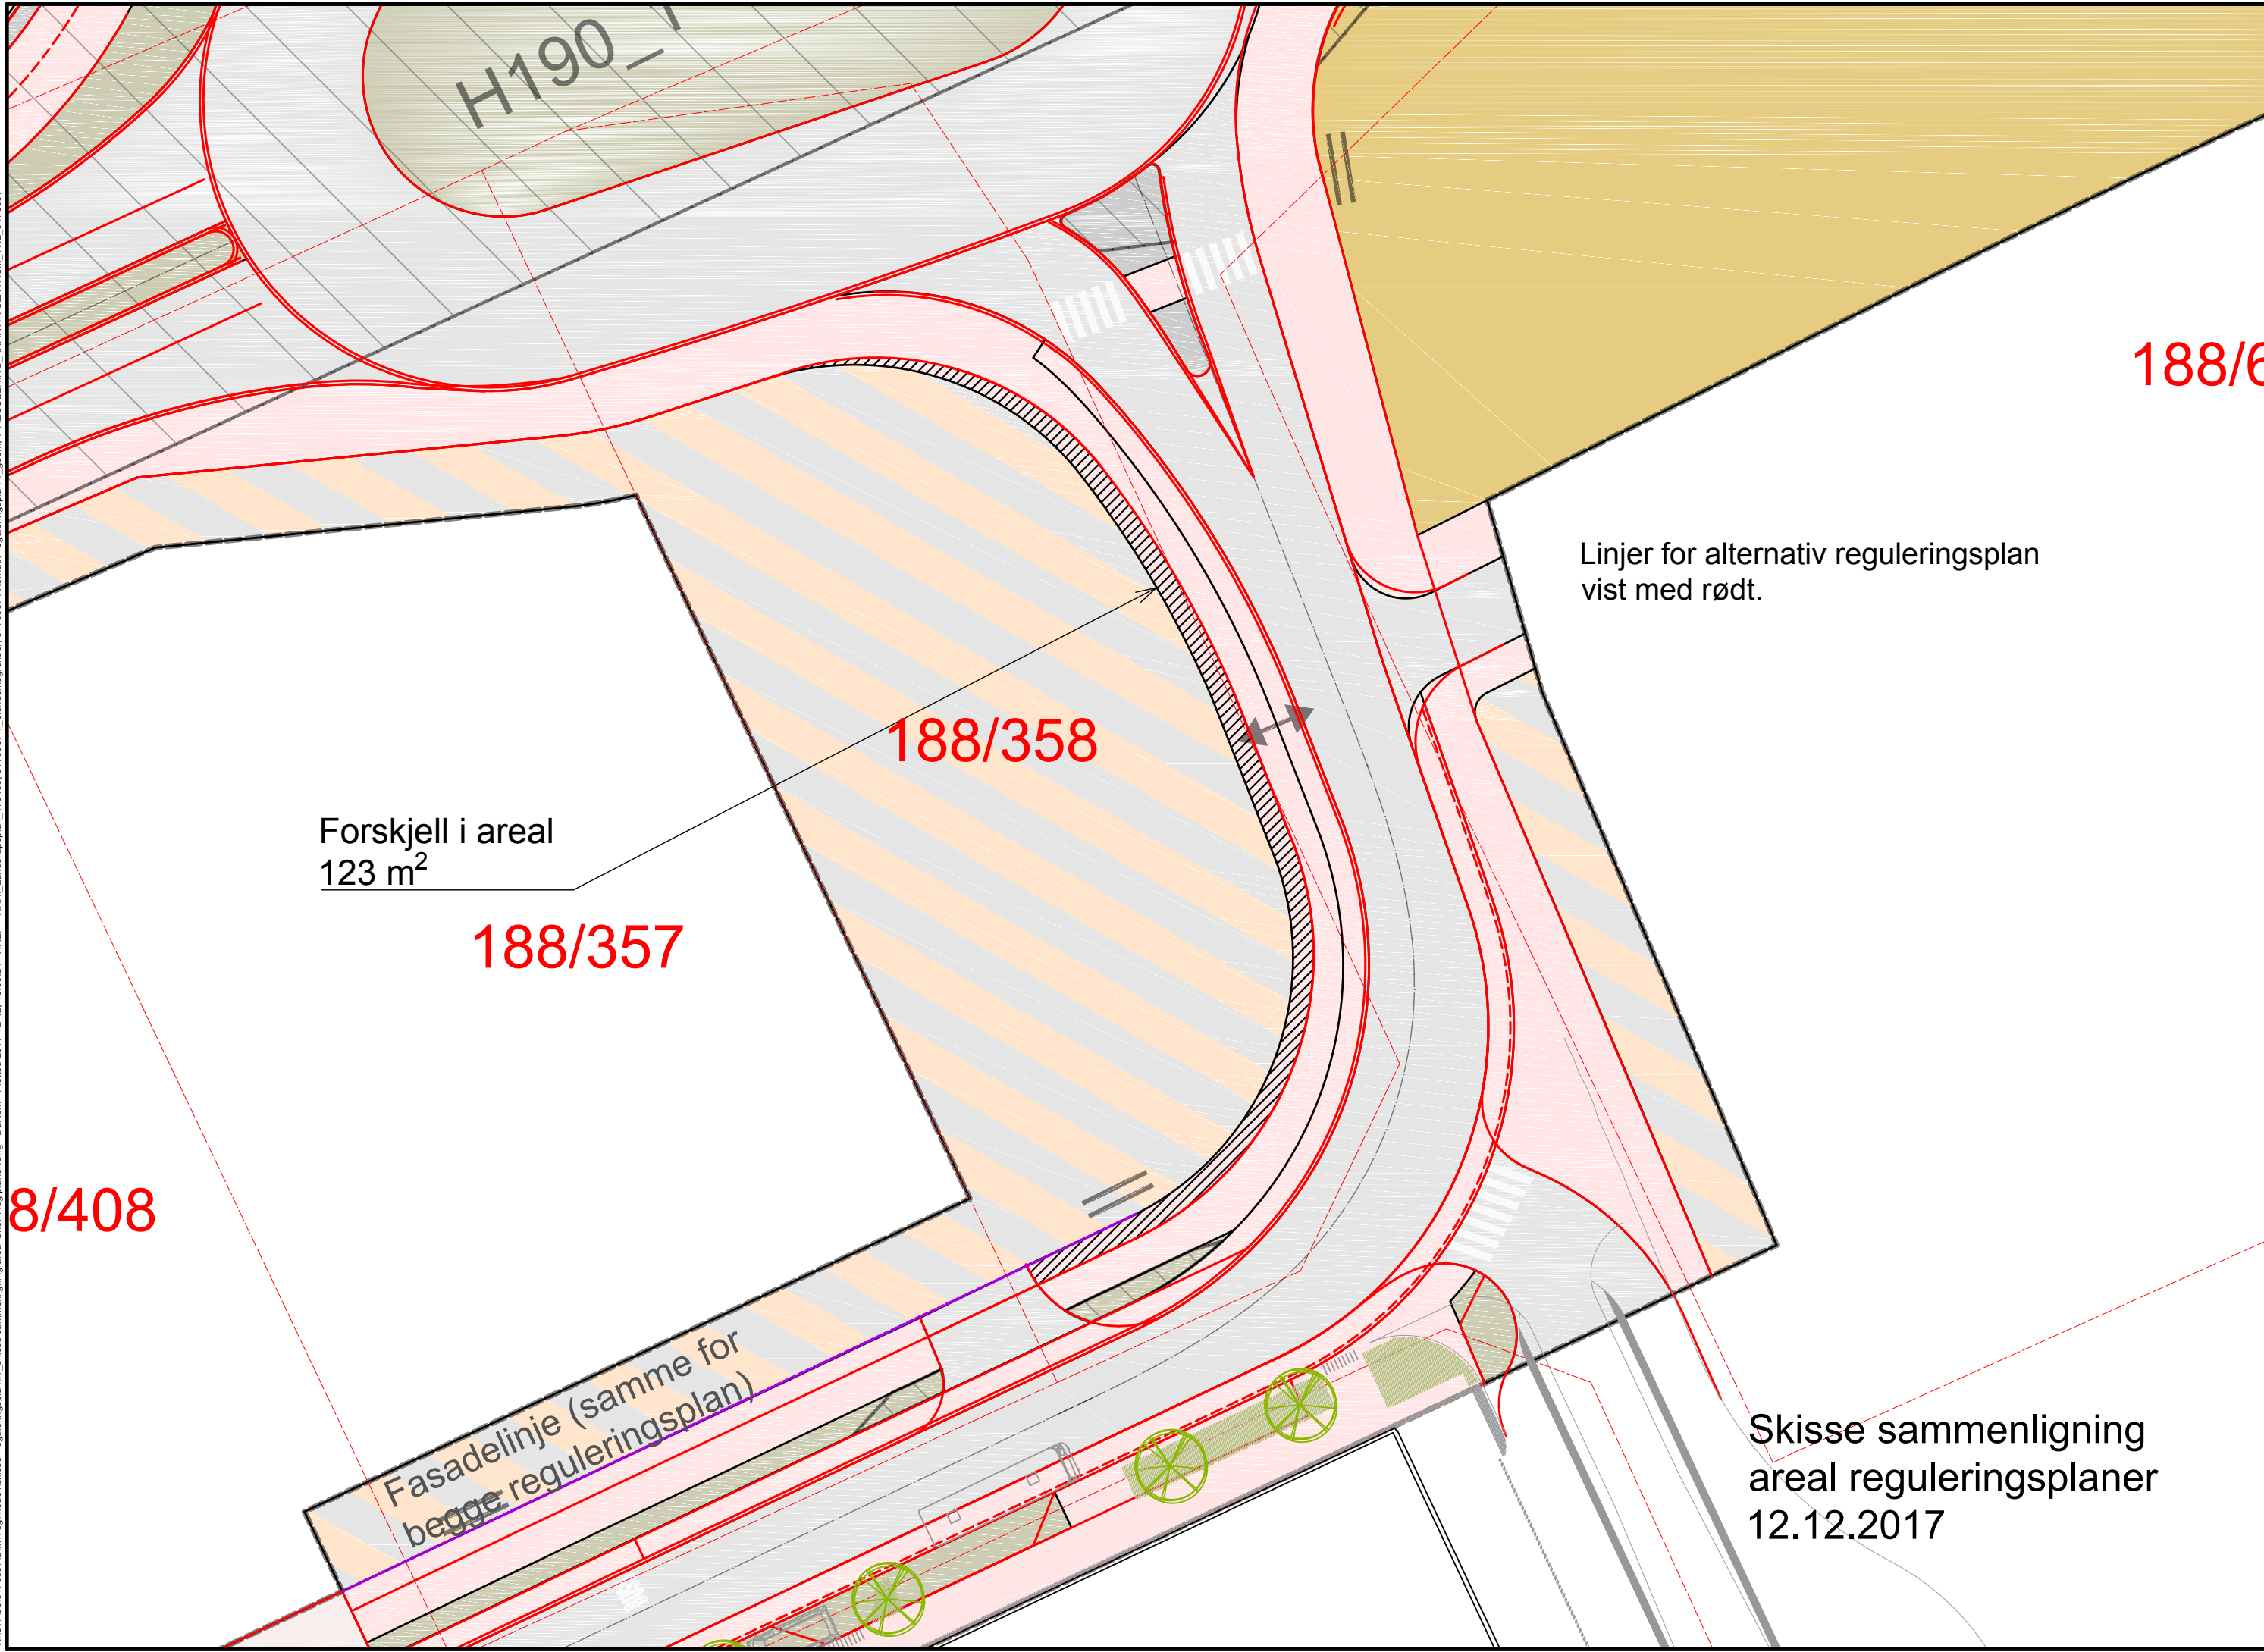 H190_
188/6
Linjer for alternativ reguleringsplan
vist med rødt.
188/358
Forskjell i areal
123 m²
188/357
8/408
Fasadelinje (samme for
begge reguleringsplan)
Skisse sammenligning
areal reguleringsplaner
12.12.2017